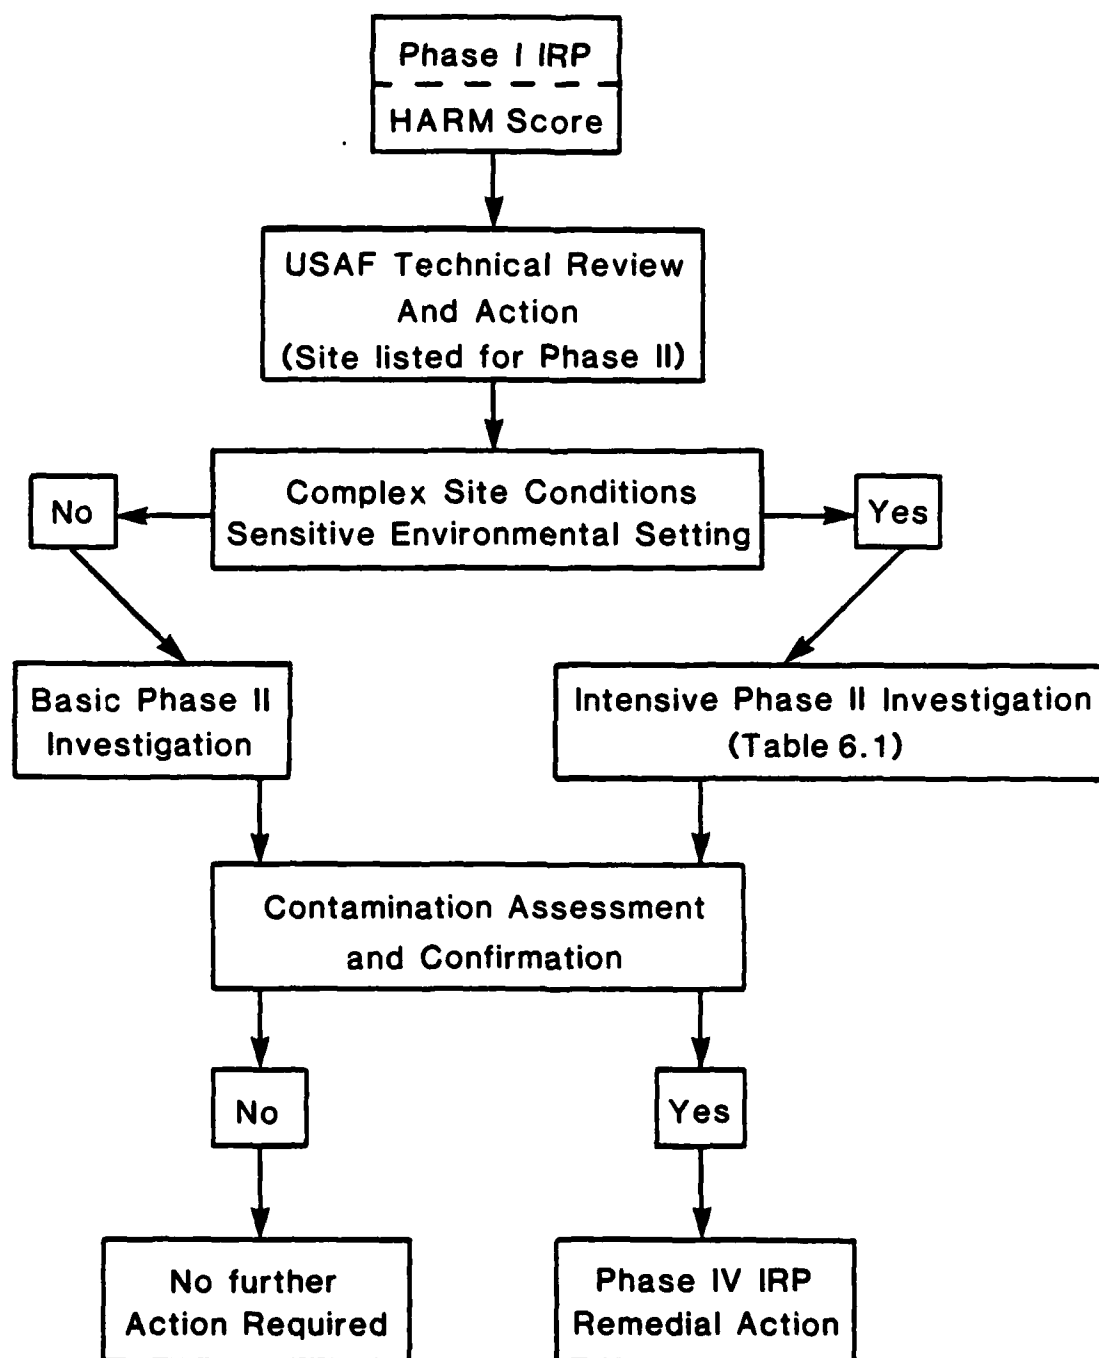 Phase I IRP
HARM Score
USAF Technical Review
And Action
(Site listed for Phase II)
Complex Site Conditions
Sensitive Environmental Setting
No
Yes
Basic Phase II
Investigation
Intensive Phase II Investigation
(Table 6.1)
Contamination Assessment
and Confirmation
No
Yes
No further
Action Required
Phase IV IRP
Remedial Action